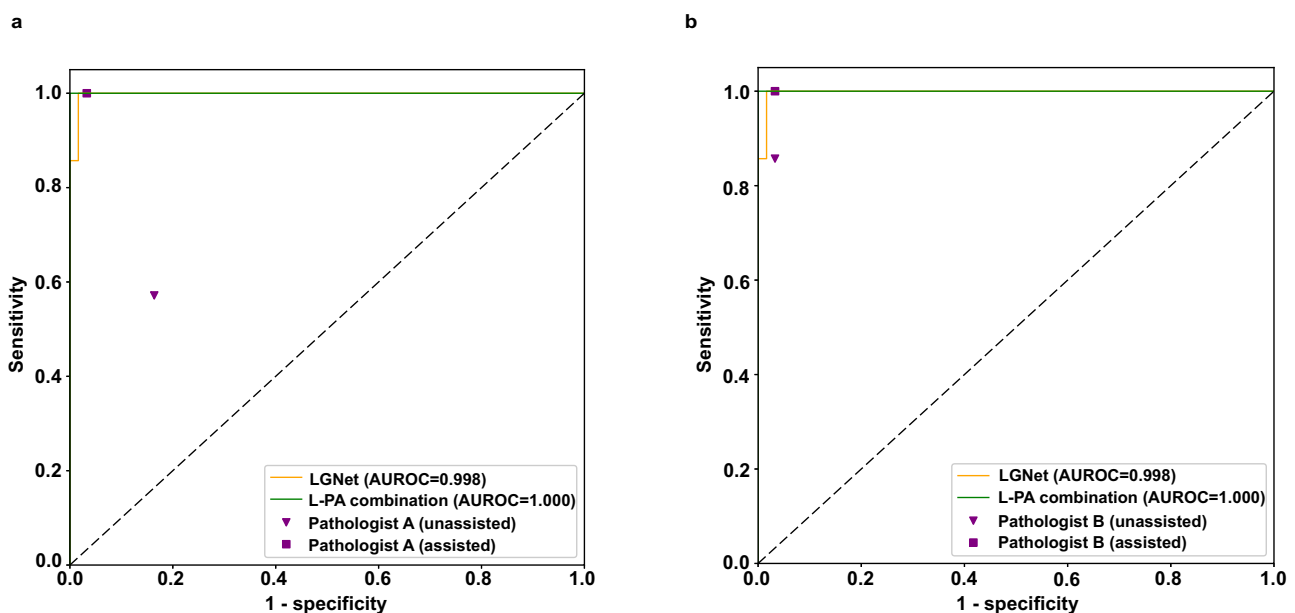 a
1.0
0.8
0.6
0.4
0.2
0.0
Sensitivity
0.0
0.2
0.4
0.6
0.8
1.0
1 - specificity
LGNet (AUROC=0.998)
L-PA combination (AUROC=1.000)
Pathologist A (unassisted)
Pathologist A (assisted)
b
1.0
0.8
0.6
0.4
0.2
0.0
Sensitivity
0.0
0.2
0.4
0.6
0.8
1.0
1 - specificity
LGNet (AUROC=0.998)
L-PA combination (AUROC=1.000)
Pathologist B (unassisted)
Pathologist B (assisted)